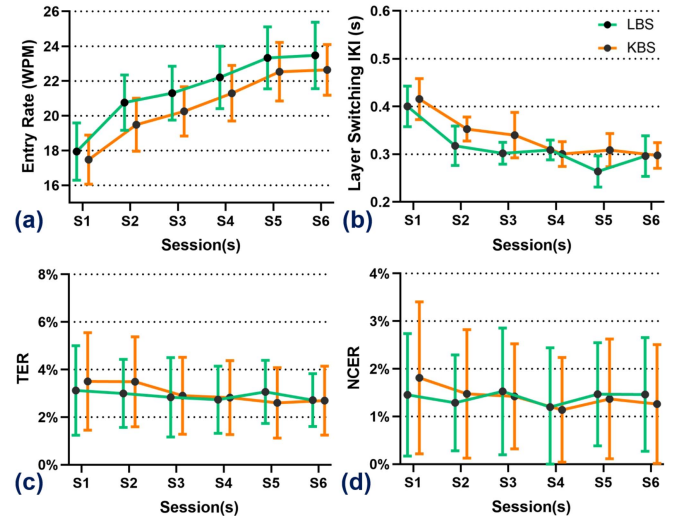 26
24
22
20
18
16
Entry Rate (WPM)
S1 S2 S3 S4 S5 S6
Session(s)
(a)
0.6
0.5
0.4
0.3
0.2
Layer Switching IKI (s)
LBS
KBS
S1 S2 S3 S4 S5 S6
Session(s)
(b)
8%
6%
4%
2%
0%
TER
S1 S2 S3 S4 S5 S6
Session(s)
(c)
4%
3%
2%
1%
0%
NCER
S1 S2 S3 S4 S5 S6
Session(s)
(d)